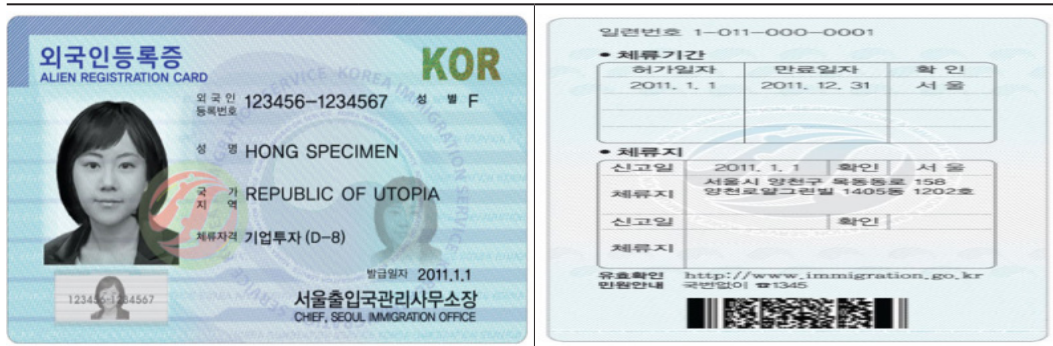 외국인등록증
ALIEN REGISTRATION CARD
KOR
외국인 등록번호 123456-1234567 성 별 F
성 명 HONG SPECIMEN
국 가 지 역 REPUBLIC OF UTOPIA
체류자격 기업투자 (D-8)
발급일자 2011.1.1
서울출입국관리사무소장
CHIEF, SEOUL IMMIGRATION OFFICE
123456-1234567
일련번호 1-011-000-0001
• 체류기간
허가일자 만료일자 확 인
2011. 1. 1 2011. 12. 31 서 울
• 체류지
신고일 2011. 1. 1 확인 서 울
체류지 서울시 양천구 목동동로 158
양천로일그린빌 1405동 1202호
신고일 확인
체류지
유효확인 http://www.immigration.go.kr
민원안내 국번없이 ☎1345